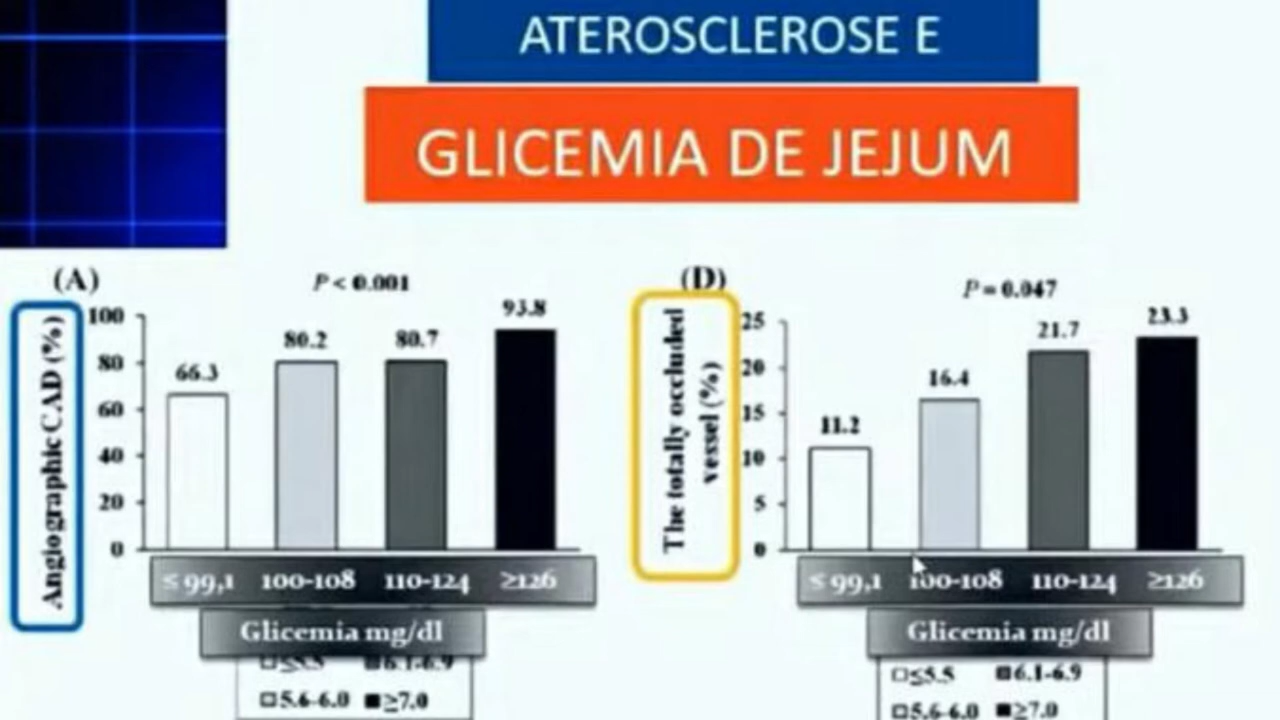 ATEROSCLEROSE E
GLICEMIA DE JEJUM
(A)
P < 0.001
Angiographic CAD (%)
100
80
60
40
20
0
66.3
80.2
80.7
93.8
≤ 99,1 100-108 110-124 ≥126
Glicemia mg/dl
≤5.5 6.1-6.9
5.6-6.0 ≥7.0
(D)
P = 0.047
The totally occluded
vessel (%)
25
20
15
10
5
0
11.2
16.4
21.7
23.3
≤ 99,1 100-108 110-124 ≥126
Glicemia mg/dl
≤5.5 6.1-6.9
5.6-6.0 ≥7.0